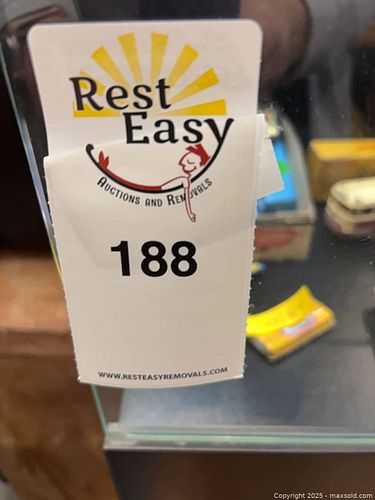 Rest
Easy
AUCTIONS AND REMOVALS
188
WWW.RESTEASYREMOVALS.COM
Copyright 2025 - maxsold.com